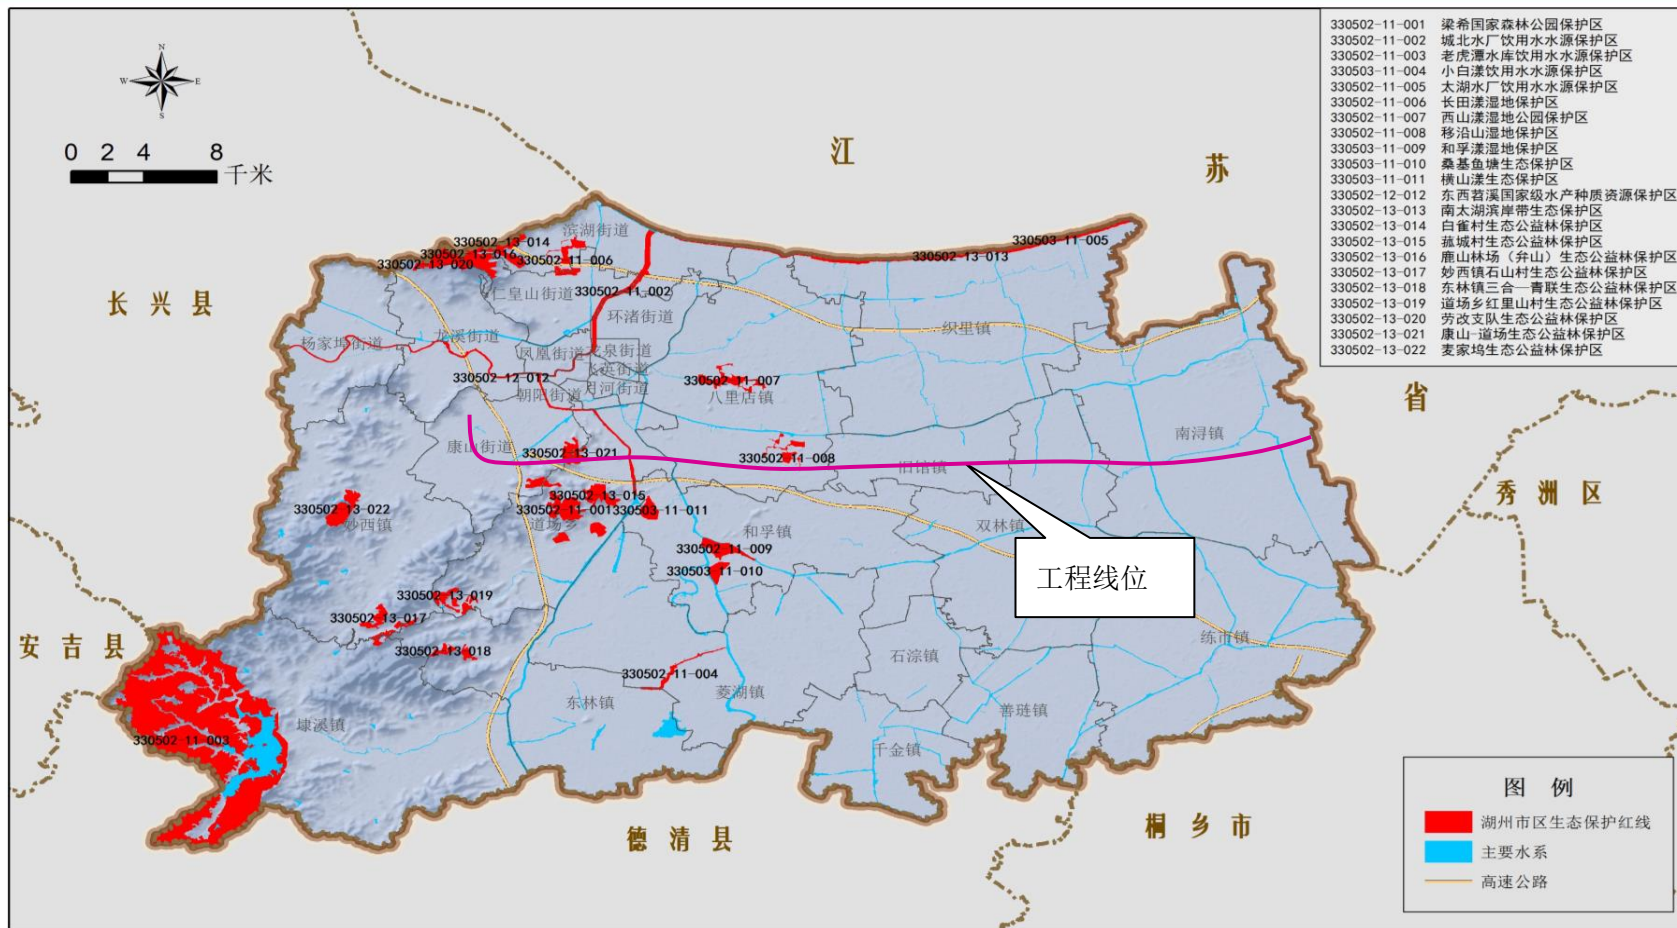 330502-11-001 梁希国家森林公园保护区
330502-11-002 城北水厂饮用水水源保护区
330502-11-003 老虎潭水库饮用水水源保护区
330503-11-004 小白漾饮用水水源保护区
330502-11-005 太湖水厂饮用水水源保护区
330502-11-006 长田漾湿地保护区
330502-11-007 西山漾湿地公园保护区
330502-11-008 移沿山湿地保护区
330503-11-009 和孚漾湿地保护区
330503-11-010 桑基鱼塘生态保护区
330503-11-011 横山漾生态保护区
330502-12-012 东西苕溪国家级水产种质资源保护区
330502-13-013 南太湖滨岸带生态保护区
330502-13-014 白雀村生态公益林保护区
330502-13-015 菰城村生态公益林保护区
330502-13-016 鹿山林场（弁山）生态公益林保护区
330502-13-017 妙西镇石山村生态公益林保护区
330502-13-018 东林镇三合—青联生态公益林保护区
330502-13-019 道场乡红里山村生态公益林保护区
330502-13-020 劳改支队生态公益林保护区
330502-13-021 康山-道场生态公益林保护区
330502-13-022 麦家坞生态公益林保护区
N
W E
S
0 2 4 8
千米
江
苏
省
长兴县
安吉县
德清县
桐乡市
秀洲区
滨湖街道
330502-13-014
330502-13-016
330502-13-020
330502-11-006
330503-11-005
330502-13-013
仁皇山街道
330502-11-002
环渚街道
织里镇
杨家埠街道
龙溪街道
凤凰街道
龙泉街道
飞英街道
330502-12-012
朝阳街道
月河街道
330502-11-007
八里店镇
康山街道
330502-13-021
330502-11-008
旧馆镇
南浔镇
330502-13-015
330502-13-022
妙西镇
330502-11-001
330503-11-011
道场乡
和孚镇
双林镇
330502-11-009
330503-11-010
工程线位
330502-13-019
330502-13-017
330502-13-018
练市镇
石淙镇
330502-11-004
菱湖镇
东林镇
善琏镇
埭溪镇
330502-11-003
千金镇
图 例
湖州市区生态保护红线
主要水系
高速公路